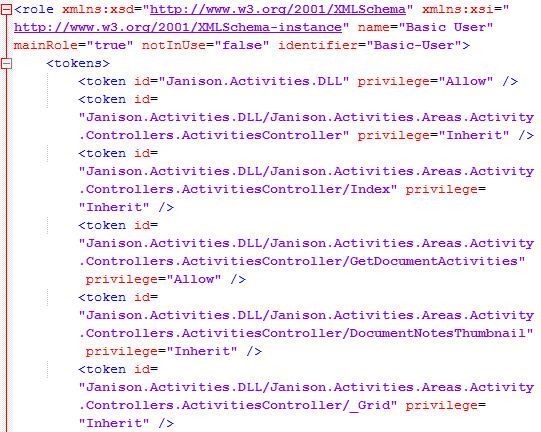 <role xmlns:xsd="http://www.w3.org/2001/XMLSchema" xmlns:xsi="
http://www.w3.org/2001/XMLSchema-instance" name="Basic User"
mainRole="true" notInUse="false" identifier="Basic-User">
<tokens>
<token id="Janison.Activities.DLL" privilege="Allow" />
<token id=
"Janison.Activities.DLL/Janison.Activities.Areas.Activity
.Controllers.ActivitiesController" privilege="Inherit" />
<token id=
"Janison.Activities.DLL/Janison.Activities.Areas.Activity
.Controllers.ActivitiesController/Index" privilege=
"Inherit" />
<token id=
"Janison.Activities.DLL/Janison.Activities.Areas.Activity
.Controllers.ActivitiesController/GetDocumentActivities"
privilege="Allow" />
<token id=
"Janison.Activities.DLL/Janison.Activities.Areas.Activity
.Controllers.ActivitiesController/DocumentNotesThumbnail"
privilege="Inherit" />
<token id=
"Janison.Activities.DLL/Janison.Activities.Areas.Activity
.Controllers.ActivitiesController/_Grid" privilege=
"Inherit" />